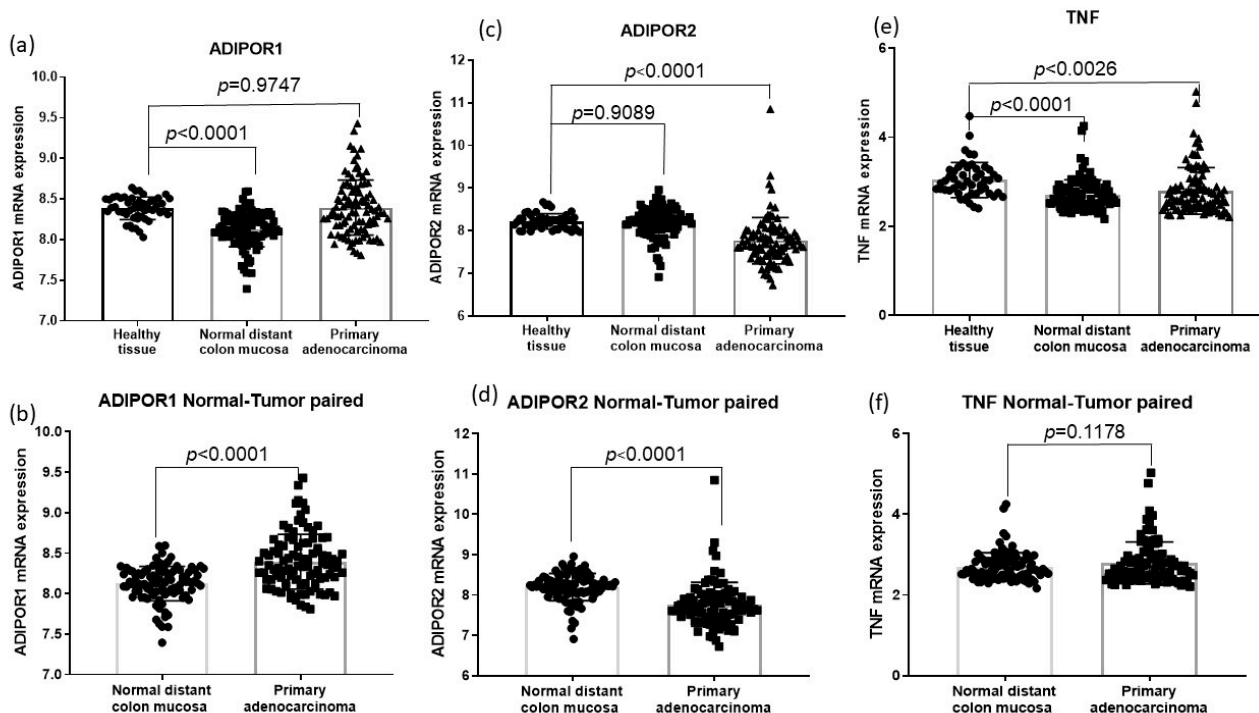 (a)
ADIPOR1
ADIPOR1 mRNA expression
10.0
9.5
9.0
8.5
8.0
7.5
7.0
p=0.9747
p<0.0001
Healthy
tissue
Normal distant
colon mucosa
Primary
adenocarcinoma
(c)
ADIPOR2
ADIPOR2 mRNA expression
12
11
10
9
8
7
6
p<0.0001
p=0.9089
Healthy
tissue
Normal distant
colon mucosa
Primary
adenocarcinoma
(e)
TNF
TNF mRNA expression
6
4
2
0
p<0.0026
p<0.0001
Healthy
tissue
Normal distant
colon mucosa
Primary
adenocarcinoma
(b)
ADIPOR1 Normal-Tumor paired
ADIPOR1 mRNA expression
10.0
9.5
9.0
8.5
8.0
7.5
7.0
p<0.0001
Normal distant
colon mucosa
Primary
adenocarcinoma
(d)
ADIPOR2 Normal-Tumor paired
ADIPOR2 mRNA expression
12
11
10
9
8
7
6
p<0.0001
Normal distant
colon mucosa
Primary
adenocarcinoma
(f)
TNF Normal-Tumor paired
TNF mRNA expression
6
4
2
0
p=0.1178
Normal distant
colon mucosa
Primary
adenocarcinoma